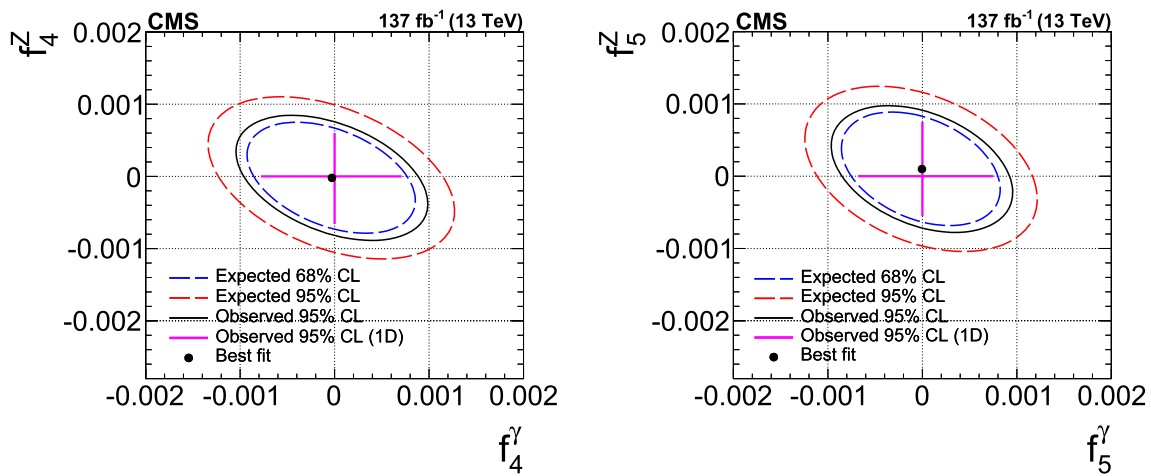 CMS 137 fb⁻¹ (13 TeV)
f₄ᶻ
0.002
0.001
0
-0.001
-0.002
Expected 68% CL
Expected 95% CL
Observed 95% CL
Observed 95% CL (1D)
Best fit
-0.002 -0.001 0 0.001 0.002
f₄ᵞ
CMS 137 fb⁻¹ (13 TeV)
f₅ᶻ
0.002
0.001
0
-0.001
-0.002
Expected 68% CL
Expected 95% CL
Observed 95% CL
Observed 95% CL (1D)
Best fit
-0.002 -0.001 0 0.001 0.002
f₅ᵞ